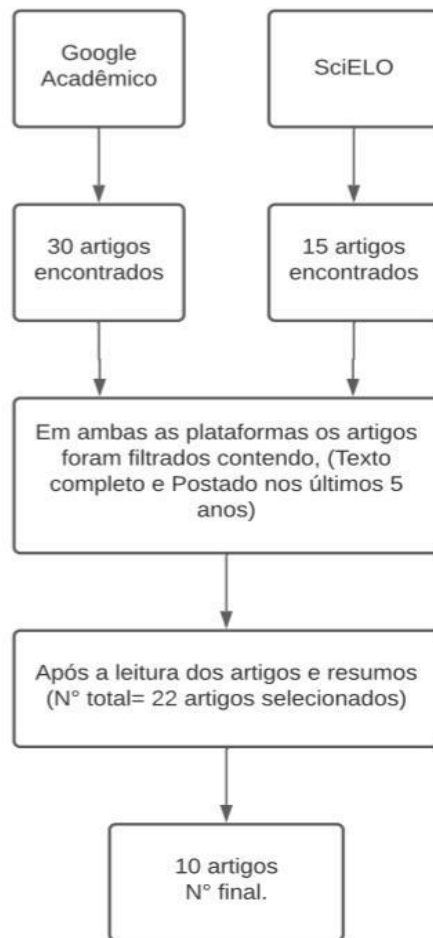 Google
Acadêmico
SciELO
30 artigos
encontrados
15 artigos
encontrados
Em ambas as plataformas os artigos
foram filtrados contendo, (Texto
completo e Postado nos últimos 5
anos)
Após a leitura dos artigos e resumos
(N° total= 22 artigos selecionados)
10 artigos
N° final.